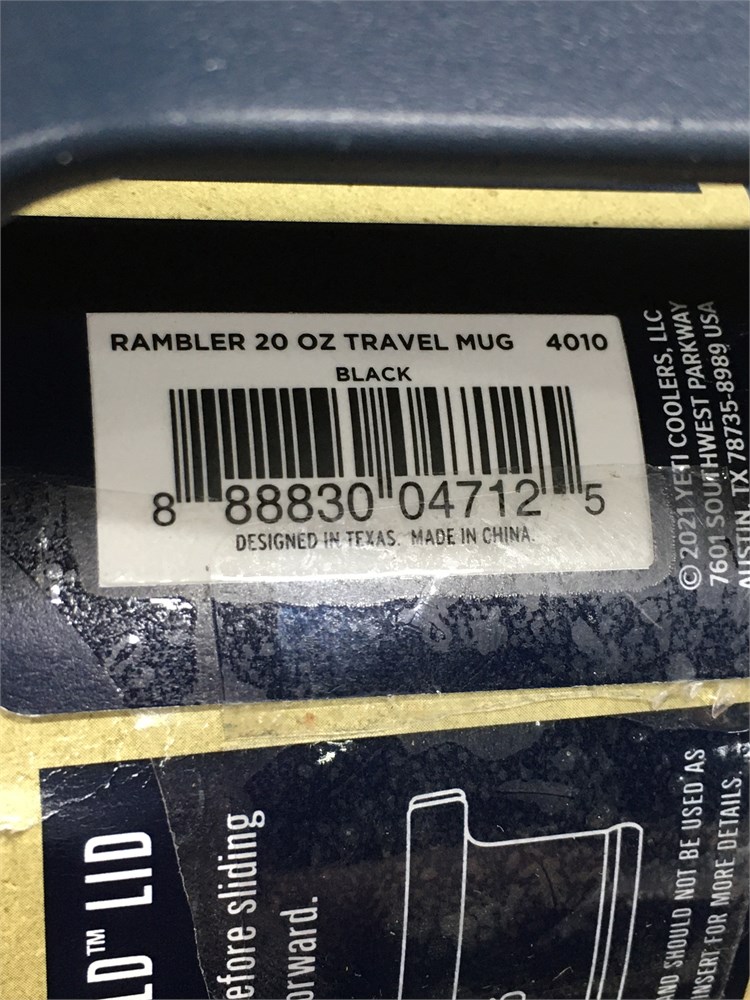 RAMBLER 20 OZ TRAVEL MUG 4010
BLACK
8 88830 04712 5
DESIGNED IN TEXAS. MADE IN CHINA.
© 2021 YETI COOLERS, LLC
7601 SOUTHWEST PARKWAY
AUSTIN, TX 78735-8989 USA
LD™ LID
efore sliding
orward.
ND SHOULD NOT BE USED AS
NSERT FOR MORE DETAILS.